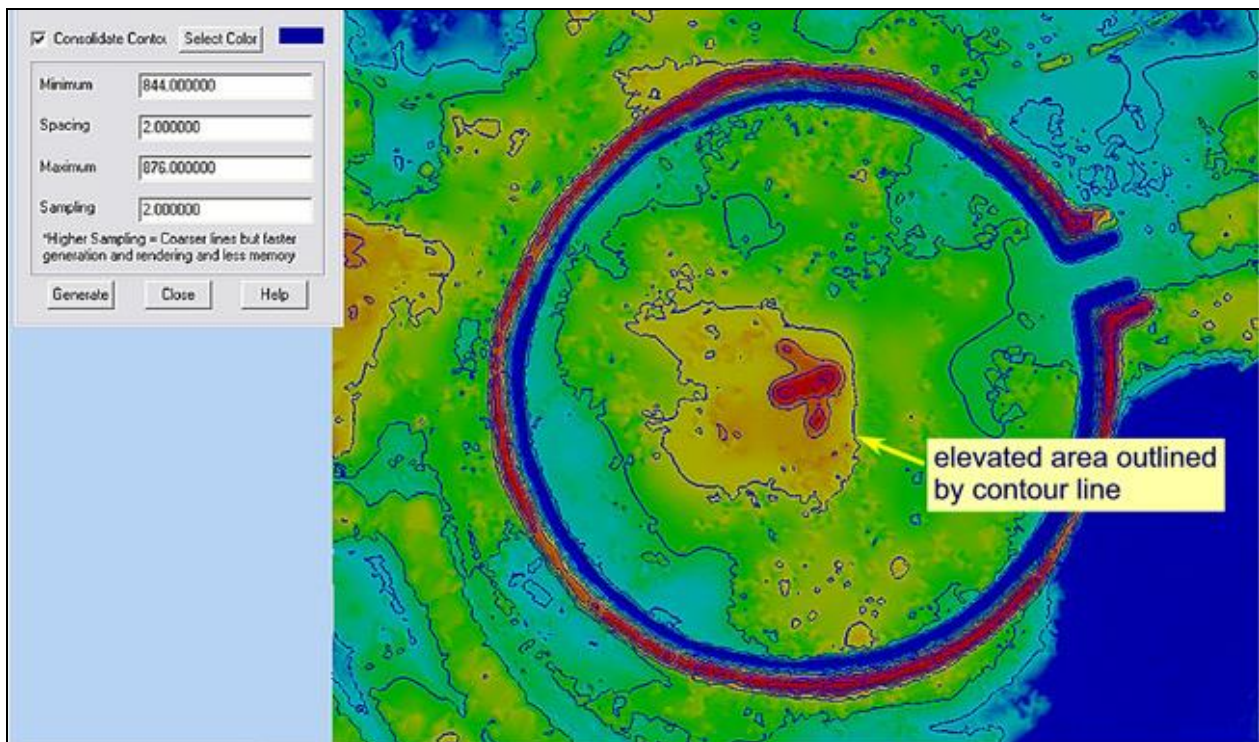 Consolidate Contou Select Color
Minimum 844.000000
Spacing 2.000000
Maximum 876.000000
Sampling 2.000000
*Higher Sampling = Coarser lines but faster
generation and rendering and less memory
Generate Close Help
elevated area outlined
by contour line